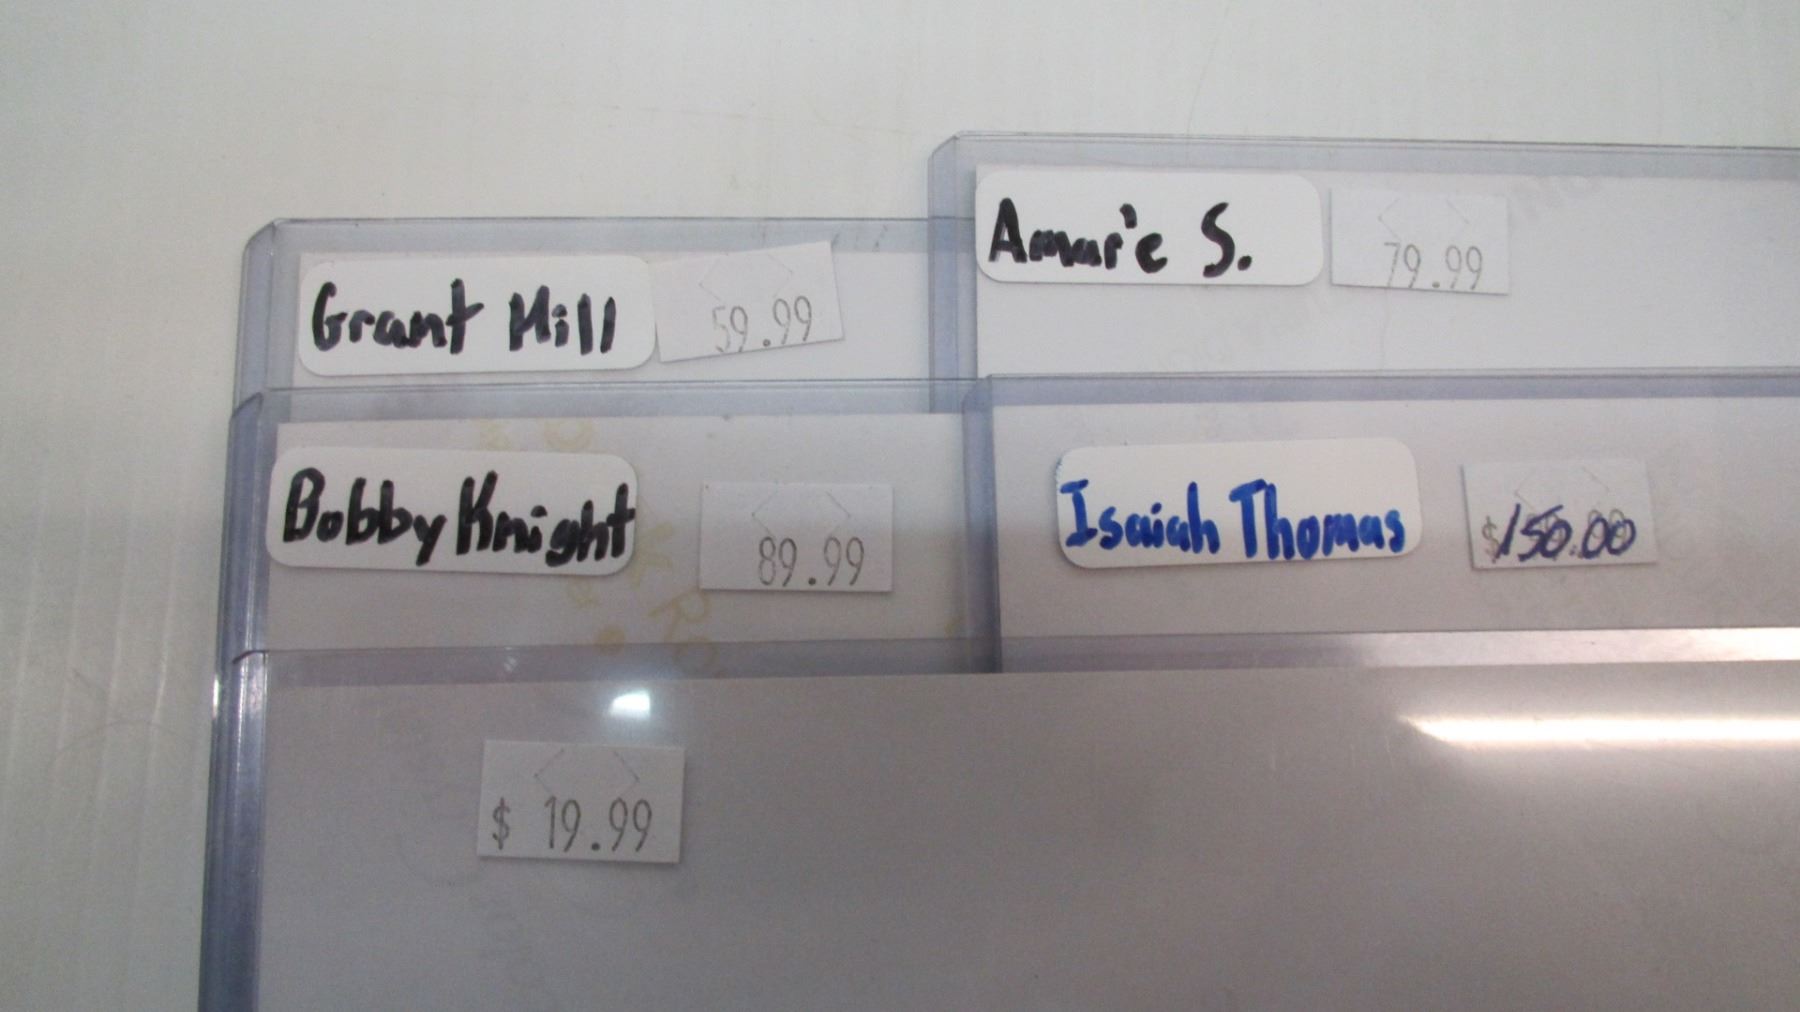 Amar'e S.
79.99
Grant Hill
59.99
Bobby Knight
89.99
Isaiah Thomas
$150.00
$ 19.99